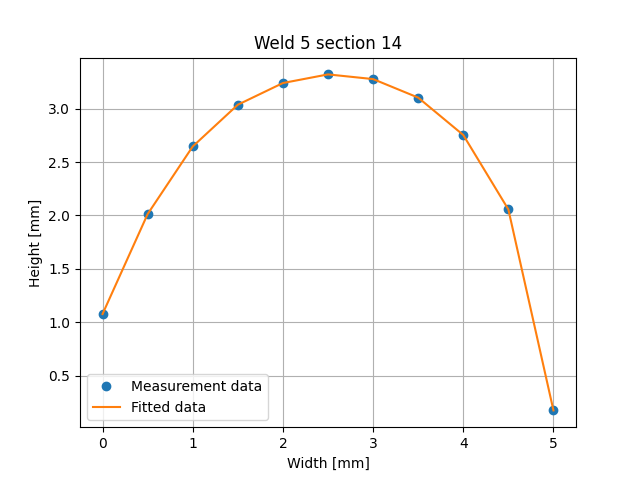 Weld 5 section 14
Height [mm]
3.0
2.5
2.0
1.5
1.0
0.5
Measurement data
Fitted data
0 1 2 3 4 5
Width [mm]